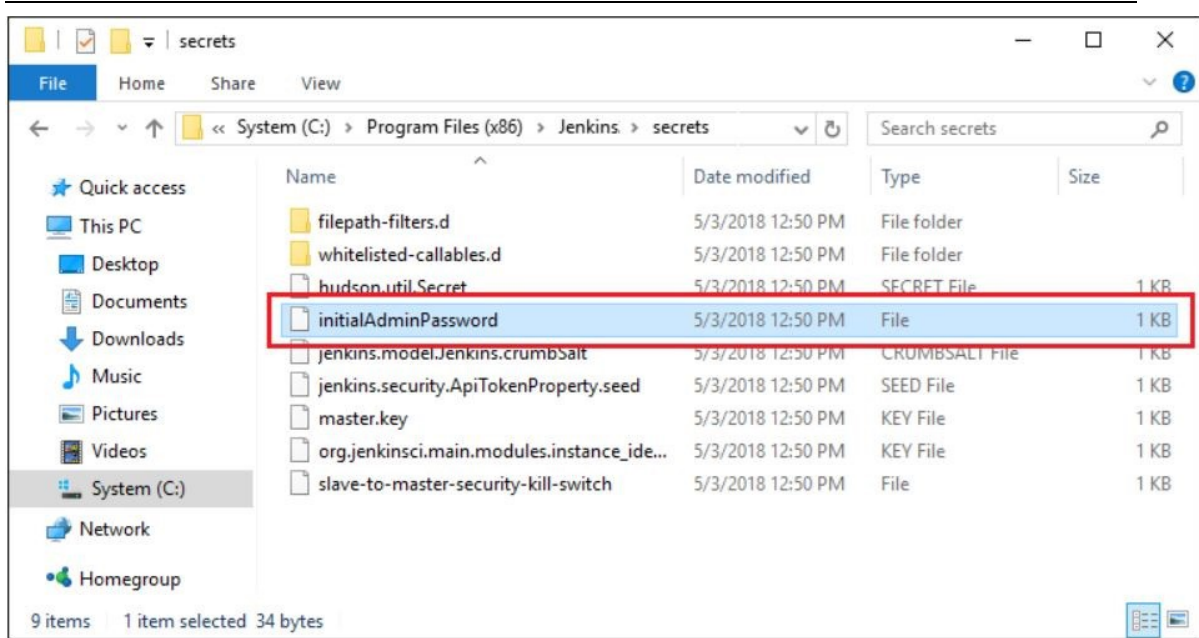 secrets
File Home Share View
« System (C:) > Program Files (x86) > Jenkins > secrets Search secrets
Name Date modified Type Size
Quick access
This PC
Desktop
Documents
Downloads
Music
Pictures
Videos
System (C:)
Network
Homegroup
filepath-filters.d 5/3/2018 12:50 PM File folder
whitelisted-callables.d 5/3/2018 12:50 PM File folder
hudson.util.Secret 5/3/2018 12:50 PM SECRET File 1 KB
initialAdminPassword 5/3/2018 12:50 PM File 1 KB
jenkins.model.Jenkins.crumbSalt 5/3/2018 12:50 PM CRUMBSALT File 1 KB
jenkins.security.ApiTokenProperty.seed 5/3/2018 12:50 PM SEED File 1 KB
master.key 5/3/2018 12:50 PM KEY File 1 KB
org.jenkinsci.main.modules.instance_ide... 5/3/2018 12:50 PM KEY File 1 KB
slave-to-master-security-kill-switch 5/3/2018 12:50 PM File 1 KB
9 items 1 item selected 34 bytes